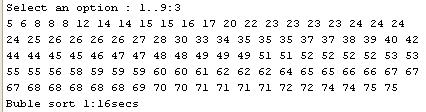 Select an option : 1..9:3
5 6 8 8 8 12 14 14 15 15 16 17 20 22 23 23 23 23 24 24 24
24 25 26 26 26 26 27 28 30 33 34 35 35 35 37 37 38 39 40 42
44 44 45 45 46 47 47 48 48 49 49 49 51 51 52 52 52 52 53 53
55 55 56 58 59 59 59 60 60 61 62 62 62 64 65 65 66 66 67 67
67 68 68 68 68 69 70 70 71 71 71 71 72 72 74 74 75 75
Buble sort 1:16secs